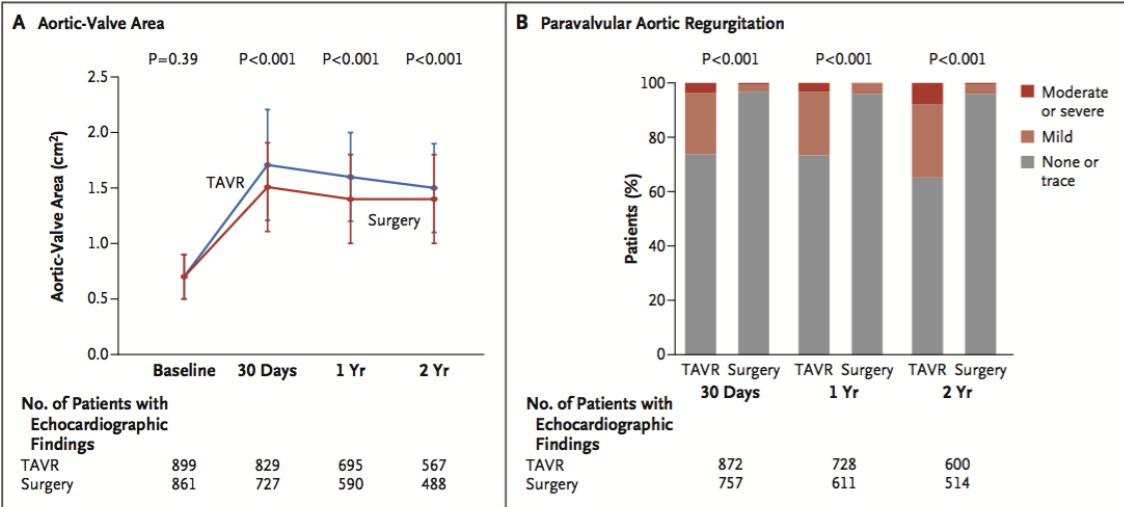 A Aortic-Valve Area
P=0.39 P<0.001 P<0.001 P<0.001
2.5
2.0
1.5
1.0
0.5
0.0
Aortic-Valve Area (cm²)
TAVR
Surgery
Baseline 30 Days 1 Yr 2 Yr
No. of Patients with
Echocardiographic
Findings
TAVR 899 829 695 567
Surgery 861 727 590 488
B Paravalvular Aortic Regurgitation
P<0.001 P<0.001 P<0.001
100
80
60
40
20
0
Patients (%)
Moderate
or severe
Mild
None or
trace
TAVR Surgery TAVR Surgery TAVR Surgery
30 Days 1 Yr 2 Yr
No. of Patients with
Echocardiographic
Findings
TAVR 872 728 600
Surgery 757 611 514